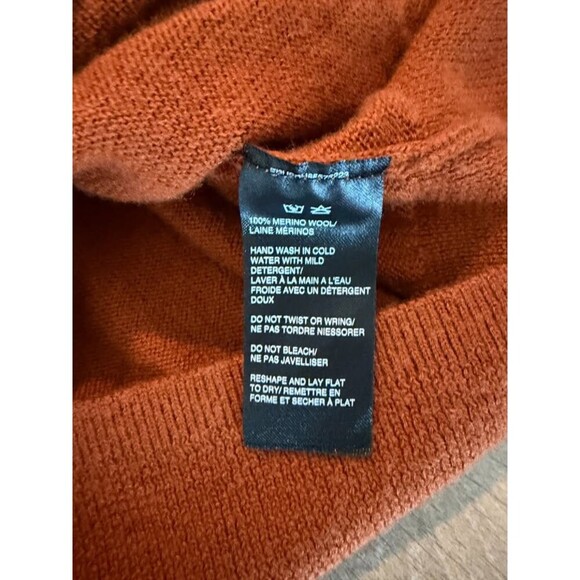 100% MERINO WOOL/
LAINE MÉRINOS
HAND WASH IN COLD
WATER WITH MILD
DETERGENT/
LAVER À LA MAIN A L'EAU
FROIDE AVEC UN DÉTERGENT
DOUX
DO NOT TWIST OR WRING/
NE PAS TORDRE NIESSORER
DO NOT BLEACH/
NE PAS JAVELLISER
RESHAPE AND LAY FLAT
TO DRY/ REMETTRE EN
FORME ET SECHER À PLAT